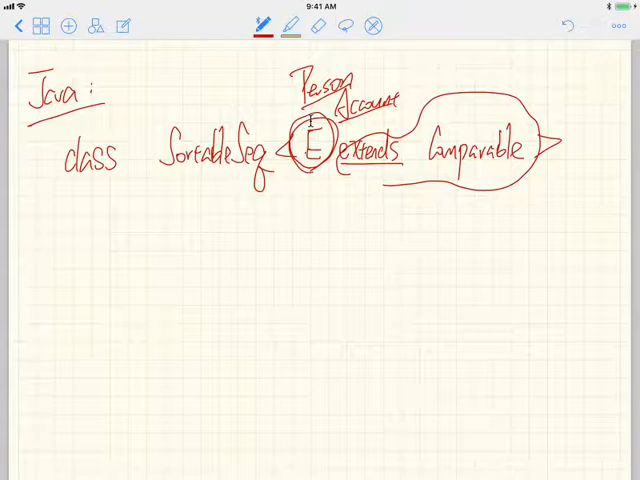 9:41 AM
Person
Account
Java:
class SortableSeq <E extends Comparable>